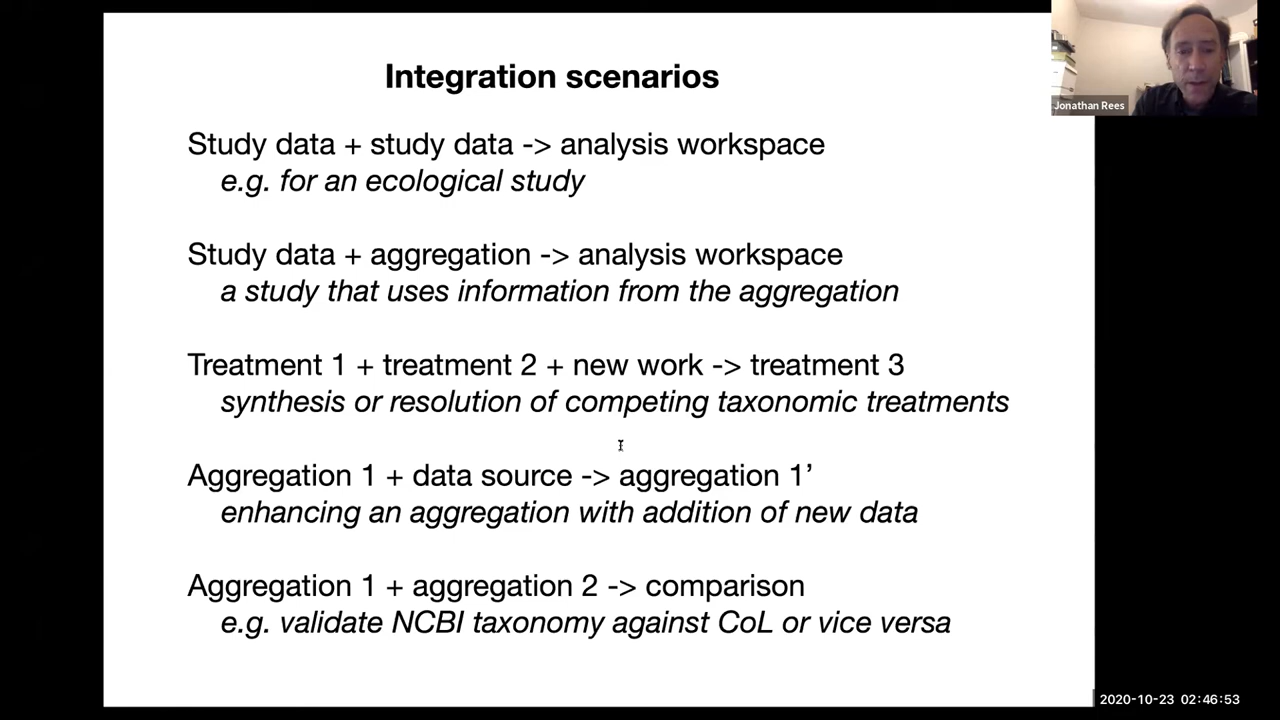 Integration scenarios
Jonathan Rees
Study data + study data -> analysis workspace
e.g. for an ecological study
Study data + aggregation -> analysis workspace
a study that uses information from the aggregation
Treatment 1 + treatment 2 + new work -> treatment 3
synthesis or resolution of competing taxonomic treatments
Aggregation 1 + data source -> aggregation 1’
enhancing an aggregation with addition of new data
Aggregation 1 + aggregation 2 -> comparison
e.g. validate NCBI taxonomy against CoL or vice versa
2020-10-23 02:46:53